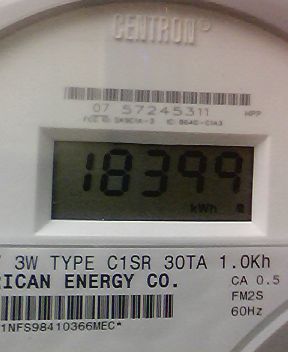 CENTRON®
07 57245311 HPP
18399
kWh
3W TYPE C1SR 30TA 1.0Kh
RICAN ENERGY CO. CA 0.5
FM2S
60Hz
1NFS98410366MEC*